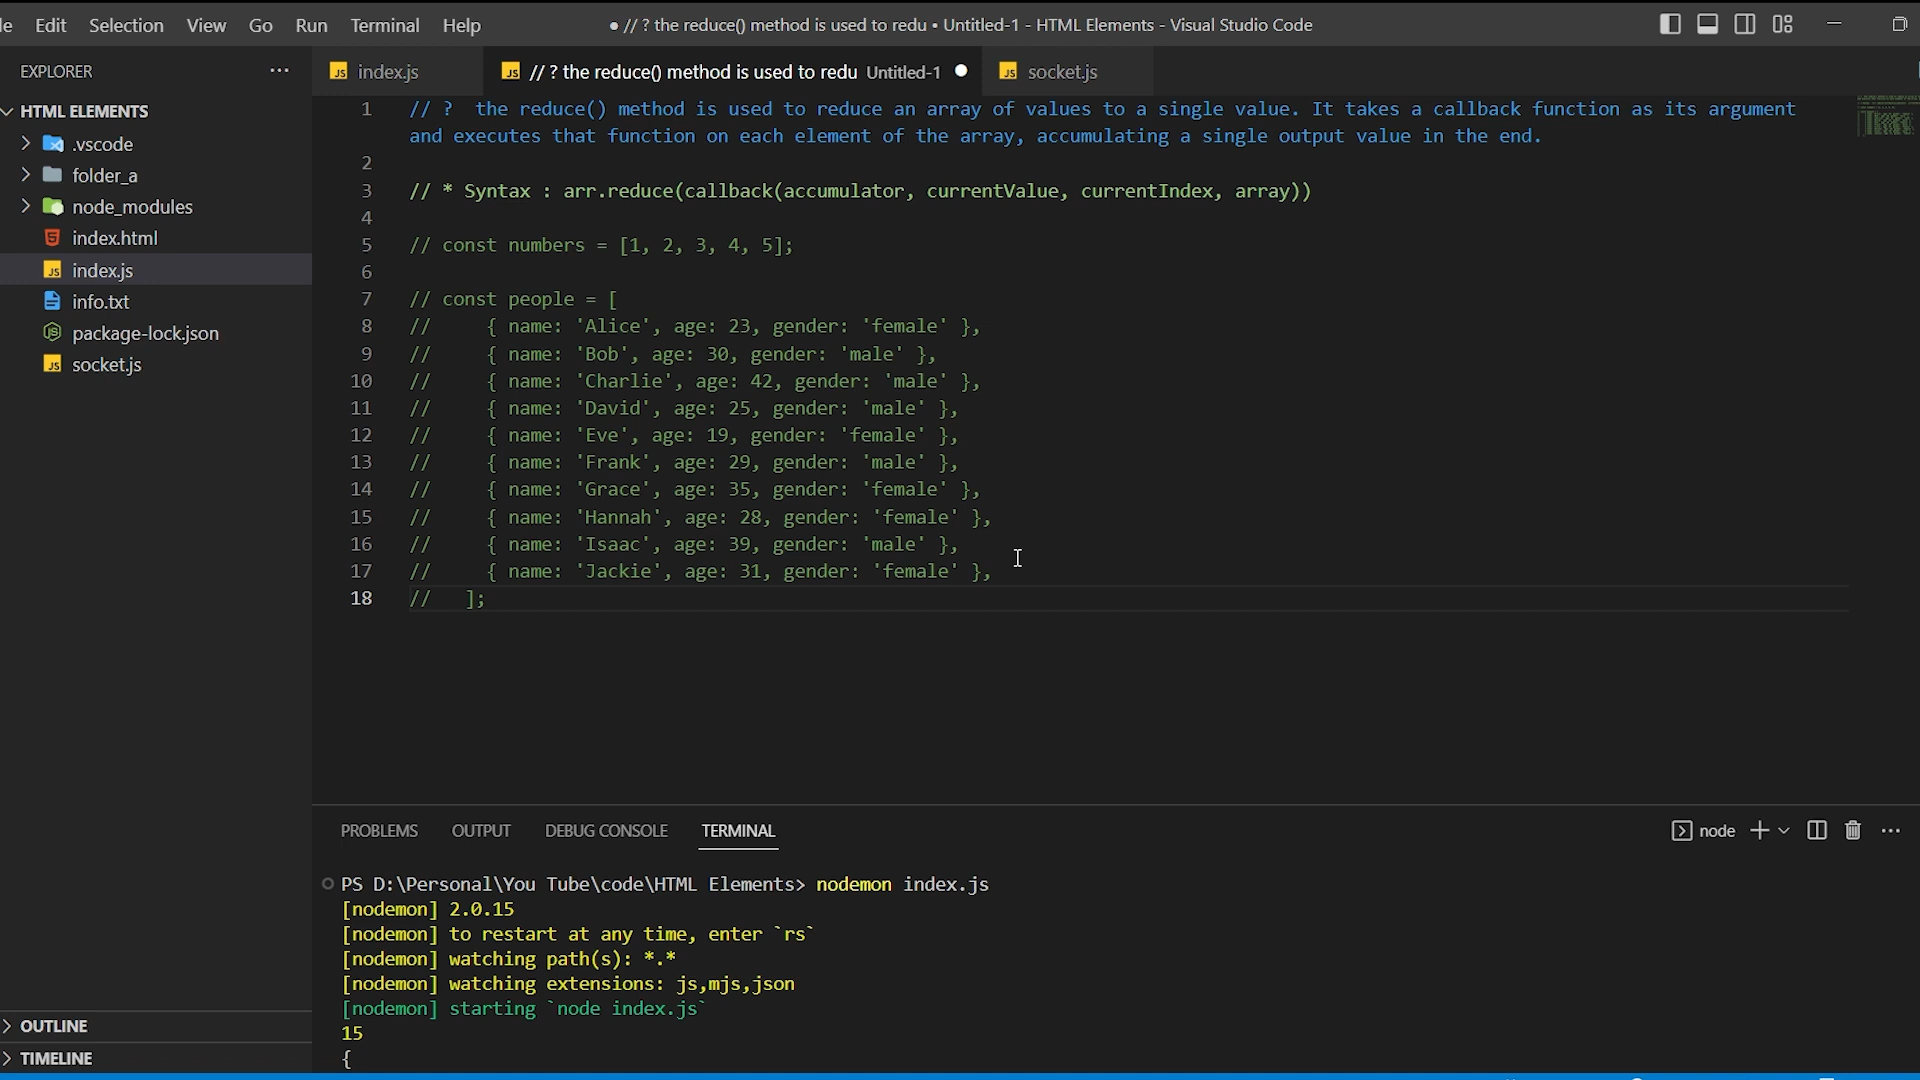 le Edit Selection View Go Run Terminal Help ● // ? the reduce() method is used to redu • Untitled-1 - HTML Elements - Visual Studio Code
EXPLORER ···
HTML ELEMENTS
.vscode
folder_a
node_modules
index.html
index.js
info.txt
package-lock.json
socket.js
OUTLINE
TIMELINE
JS index.js JS // ? the reduce() method is used to redu Untitled-1 ● JS socket.js
1 // ?  the reduce() method is used to reduce an array of values to a single value. It takes a callback function as its argument
and executes that function on each element of the array, accumulating a single output value in the end.
2
3 // * Syntax : arr.reduce(callback(accumulator, currentValue, currentIndex, array))
4
5 // const numbers = [1, 2, 3, 4, 5];
6
7 // const people = [
8 //     { name: 'Alice', age: 23, gender: 'female' },
9 //     { name: 'Bob', age: 30, gender: 'male' },
10 //     { name: 'Charlie', age: 42, gender: 'male' },
11 //     { name: 'David', age: 25, gender: 'male' },
12 //     { name: 'Eve', age: 19, gender: 'female' },
13 //     { name: 'Frank', age: 29, gender: 'male' },
14 //     { name: 'Grace', age: 35, gender: 'female' },
15 //     { name: 'Hannah', age: 28, gender: 'female' },
16 //     { name: 'Isaac', age: 39, gender: 'male' },
17 //     { name: 'Jackie', age: 31, gender: 'female' },
18 //   ];
PROBLEMS OUTPUT DEBUG CONSOLE TERMINAL node
PS D:\Personal\You Tube\code\HTML Elements> nodemon index.js
[nodemon] 2.0.15
[nodemon] to restart at any time, enter `rs`
[nodemon] watching path(s): *.*
[nodemon] watching extensions: js,mjs,json
[nodemon] starting `node index.js`
15
{